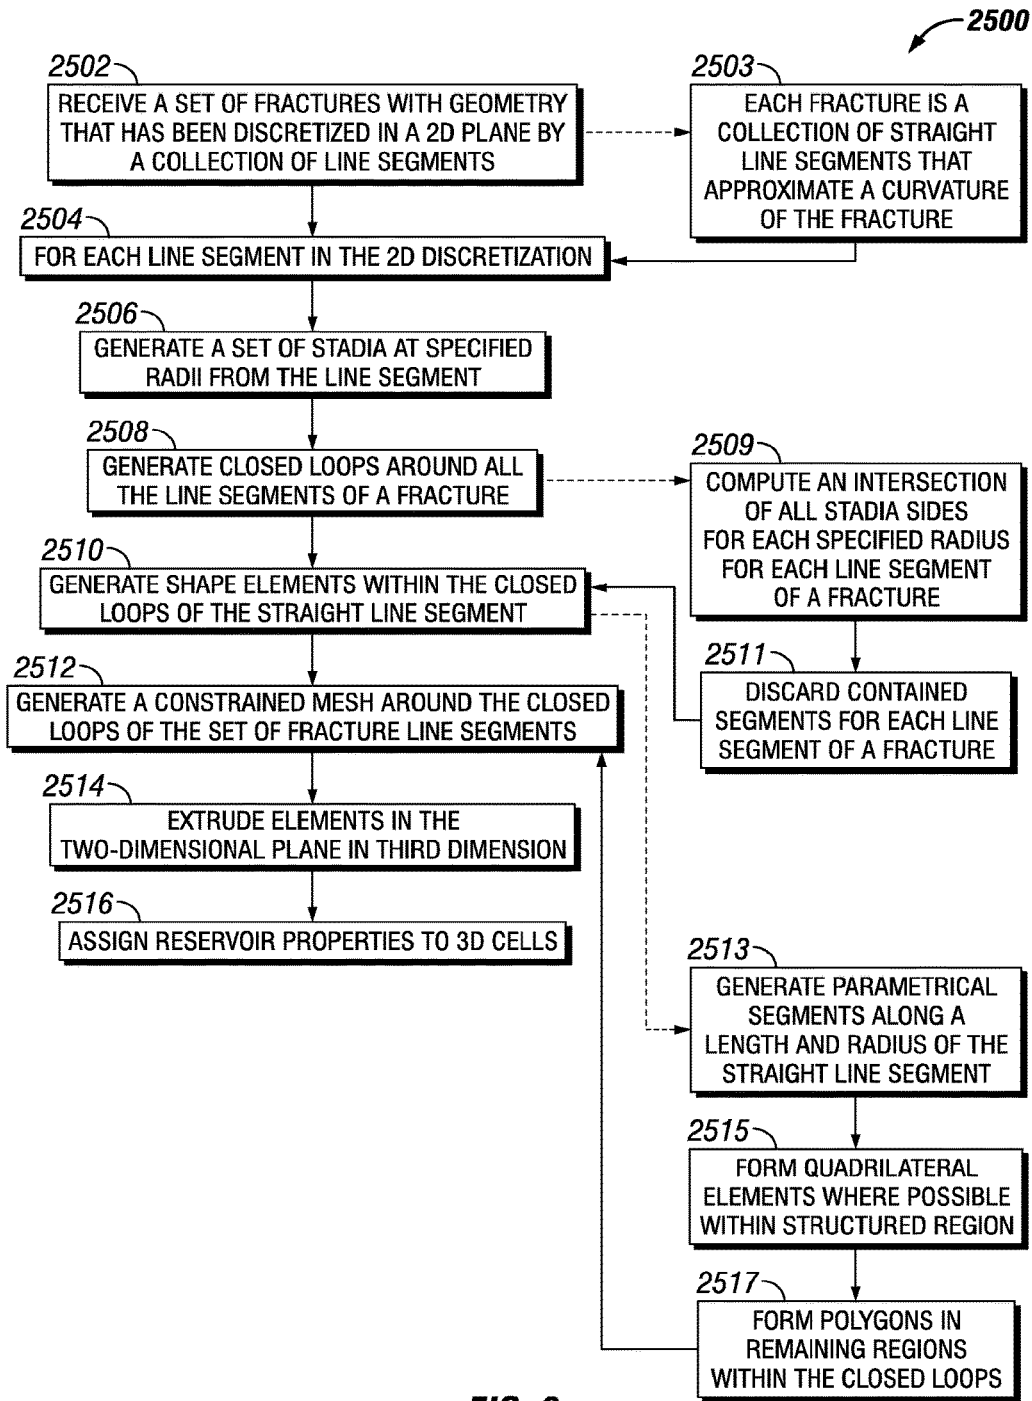 2500
2502
RECEIVE A SET OF FRACTURES WITH GEOMETRY
THAT HAS BEEN DISCRETIZED IN A 2D PLANE BY
A COLLECTION OF LINE SEGMENTS
2503
EACH FRACTURE IS A
COLLECTION OF STRAIGHT
LINE SEGMENTS THAT
APPROXIMATE A CURVATURE
OF THE FRACTURE
2504
FOR EACH LINE SEGMENT IN THE 2D DISCRETIZATION
2506
GENERATE A SET OF STADIA AT SPECIFIED
RADII FROM THE LINE SEGMENT
2508
GENERATE CLOSED LOOPS AROUND ALL
THE LINE SEGMENTS OF A FRACTURE
2509
COMPUTE AN INTERSECTION
OF ALL STADIA SIDES
FOR EACH SPECIFIED RADIUS
FOR EACH LINE SEGMENT
OF A FRACTURE
2510
GENERATE SHAPE ELEMENTS WITHIN THE CLOSED
LOOPS OF THE STRAIGHT LINE SEGMENT
2511
DISCARD CONTAINED
SEGMENTS FOR EACH LINE
SEGMENT OF A FRACTURE
2512
GENERATE A CONSTRAINED MESH AROUND THE CLOSED
LOOPS OF THE SET OF FRACTURE LINE SEGMENTS
2514
EXTRUDE ELEMENTS IN THE
TWO-DIMENSIONAL PLANE IN THIRD DIMENSION
2516
ASSIGN RESERVOIR PROPERTIES TO 3D CELLS
2513
GENERATE PARAMETRICAL
SEGMENTS ALONG A
LENGTH AND RADIUS OF THE
STRAIGHT LINE SEGMENT
2515
FORM QUADRILATERAL
ELEMENTS WHERE POSSIBLE
WITHIN STRUCTURED REGION
2517
FORM POLYGONS IN
REMAINING REGIONS
WITHIN THE CLOSED LOOPS